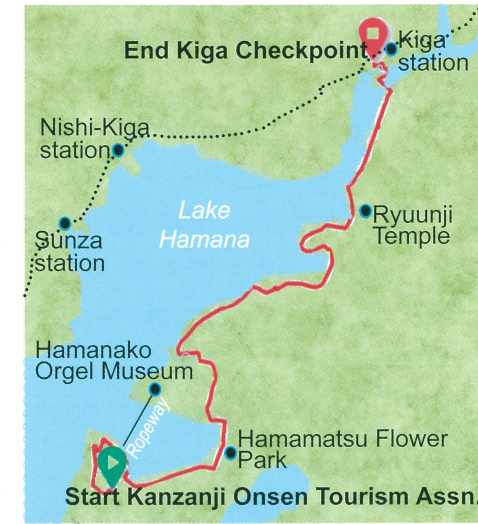 End Kiga Checkpoint
Kiga
station
Nishi-Kiga
station
Lake
Hamana
Ryuunji
Temple
Sunza
station
Hamanako
Orgel Museum
Ropeway
Hamamatsu Flower
Park
Start Kanzanji Onsen Tourism Assn.